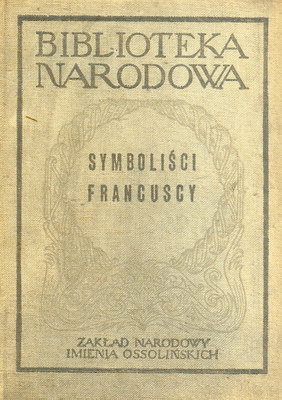 BIBLIOTEKA
NARODOWA
SYMBOLIŚCI
FRANCUSCY
ZAKŁAD NARODOWY
IMIENIA OSSOLIŃSKICH